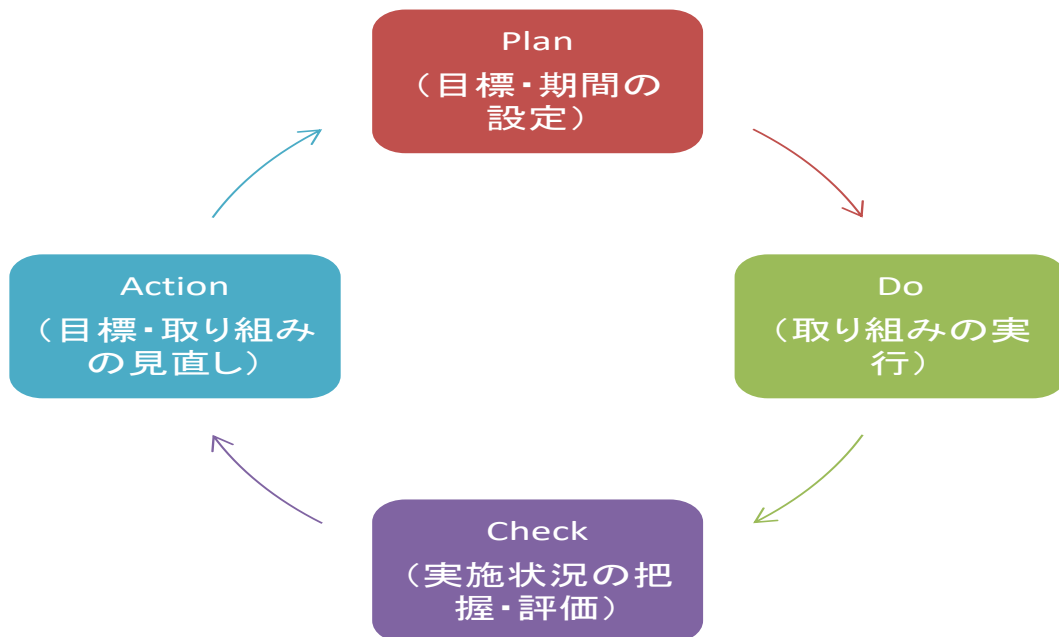 Plan
（目標・期間の
設定）
Do
（取り組みの実
行）
Check
（実施状況の把
握・評価）
Action
（目標・取り組み
の見直し）